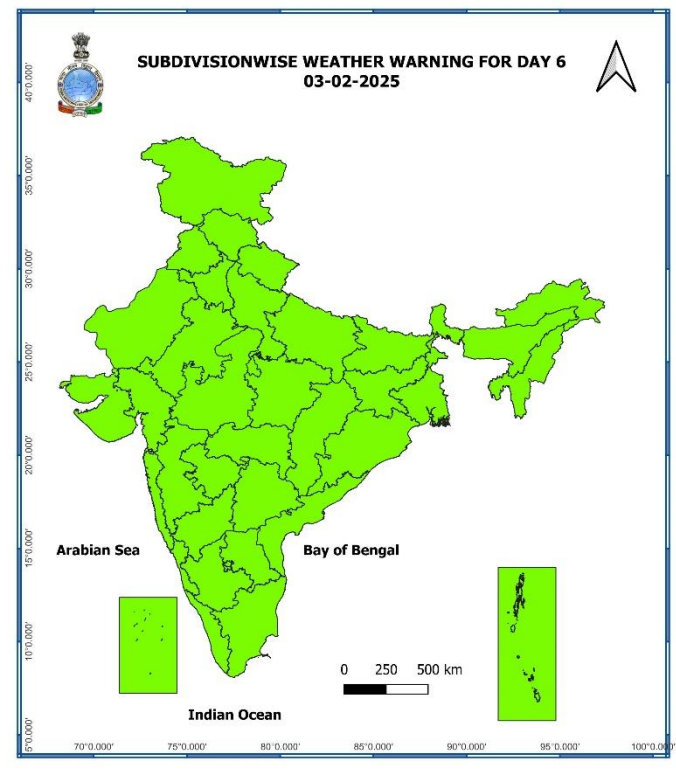 SUBDIVISIONWISE WEATHER WARNING FOR DAY 6
03-02-2025
40°0.000'
35°0.000'
30°0.000'
25°0.000'
20°0.000'
15°0.000'
10°0.000'
5°0.000'
Arabian Sea
Bay of Bengal
0 250 500 km
Indian Ocean
70°0.000' 75°0.000' 80°0.000' 85°0.000' 90°0.000' 95°0.000' 100°0.000'